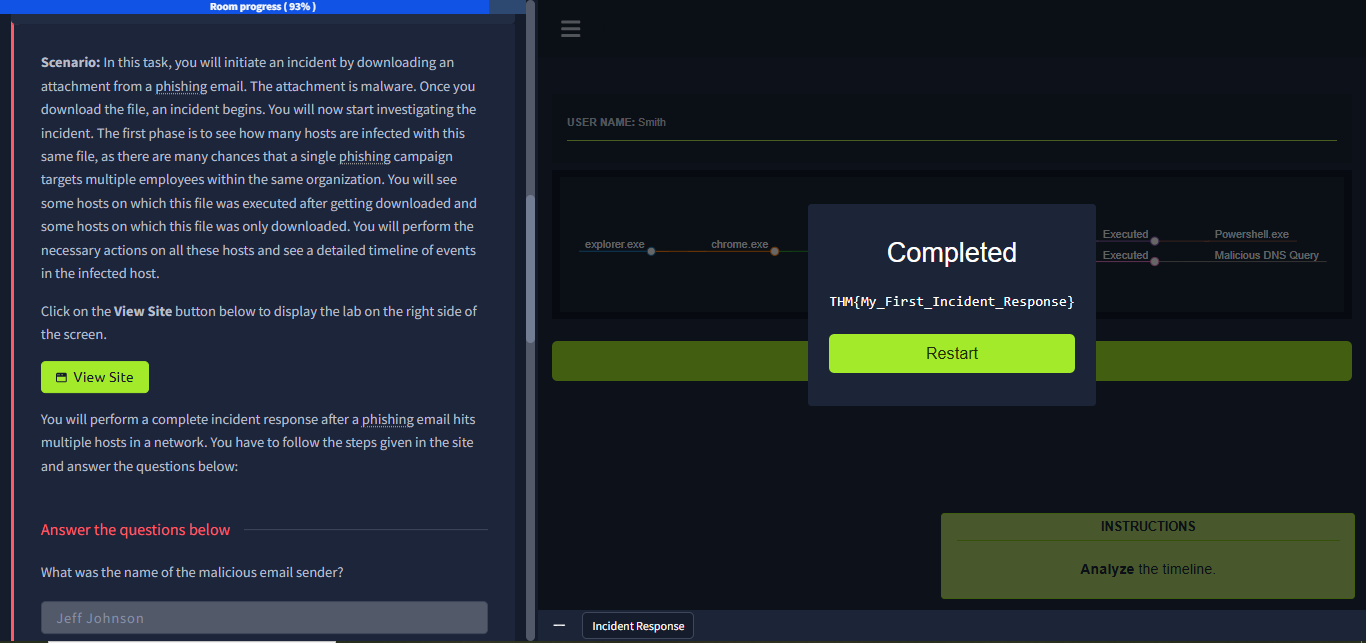 Room progress ( 93% )
Scenario: In this task, you will initiate an incident by downloading an
attachment from a phishing email. The attachment is malware. Once you
download the file, an incident begins. You will now start investigating the
incident. The first phase is to see how many hosts are infected with this
same file, as there are many chances that a single phishing campaign
targets multiple employees within the same organization. You will see
some hosts on which this file was executed after getting downloaded and
some hosts on which this file was only downloaded. You will perform the
necessary actions on all these hosts and see a detailed timeline of events
in the infected host.
Click on the View Site button below to display the lab on the right side of
the screen.
View Site
You will perform a complete incident response after a phishing email hits
multiple hosts in a network. You have to follow the steps given in the site
and answer the questions below:
Answer the questions below
What was the name of the malicious email sender?
Jeff Johnson
USER NAME: Smith
explorer.exe
chrome.exe
Executed
Powershell.exe
Executed
Malicious DNS Query
Completed
THM{My_First_Incident_Response}
Restart
INSTRUCTIONS
Analyze the timeline.
Incident Response